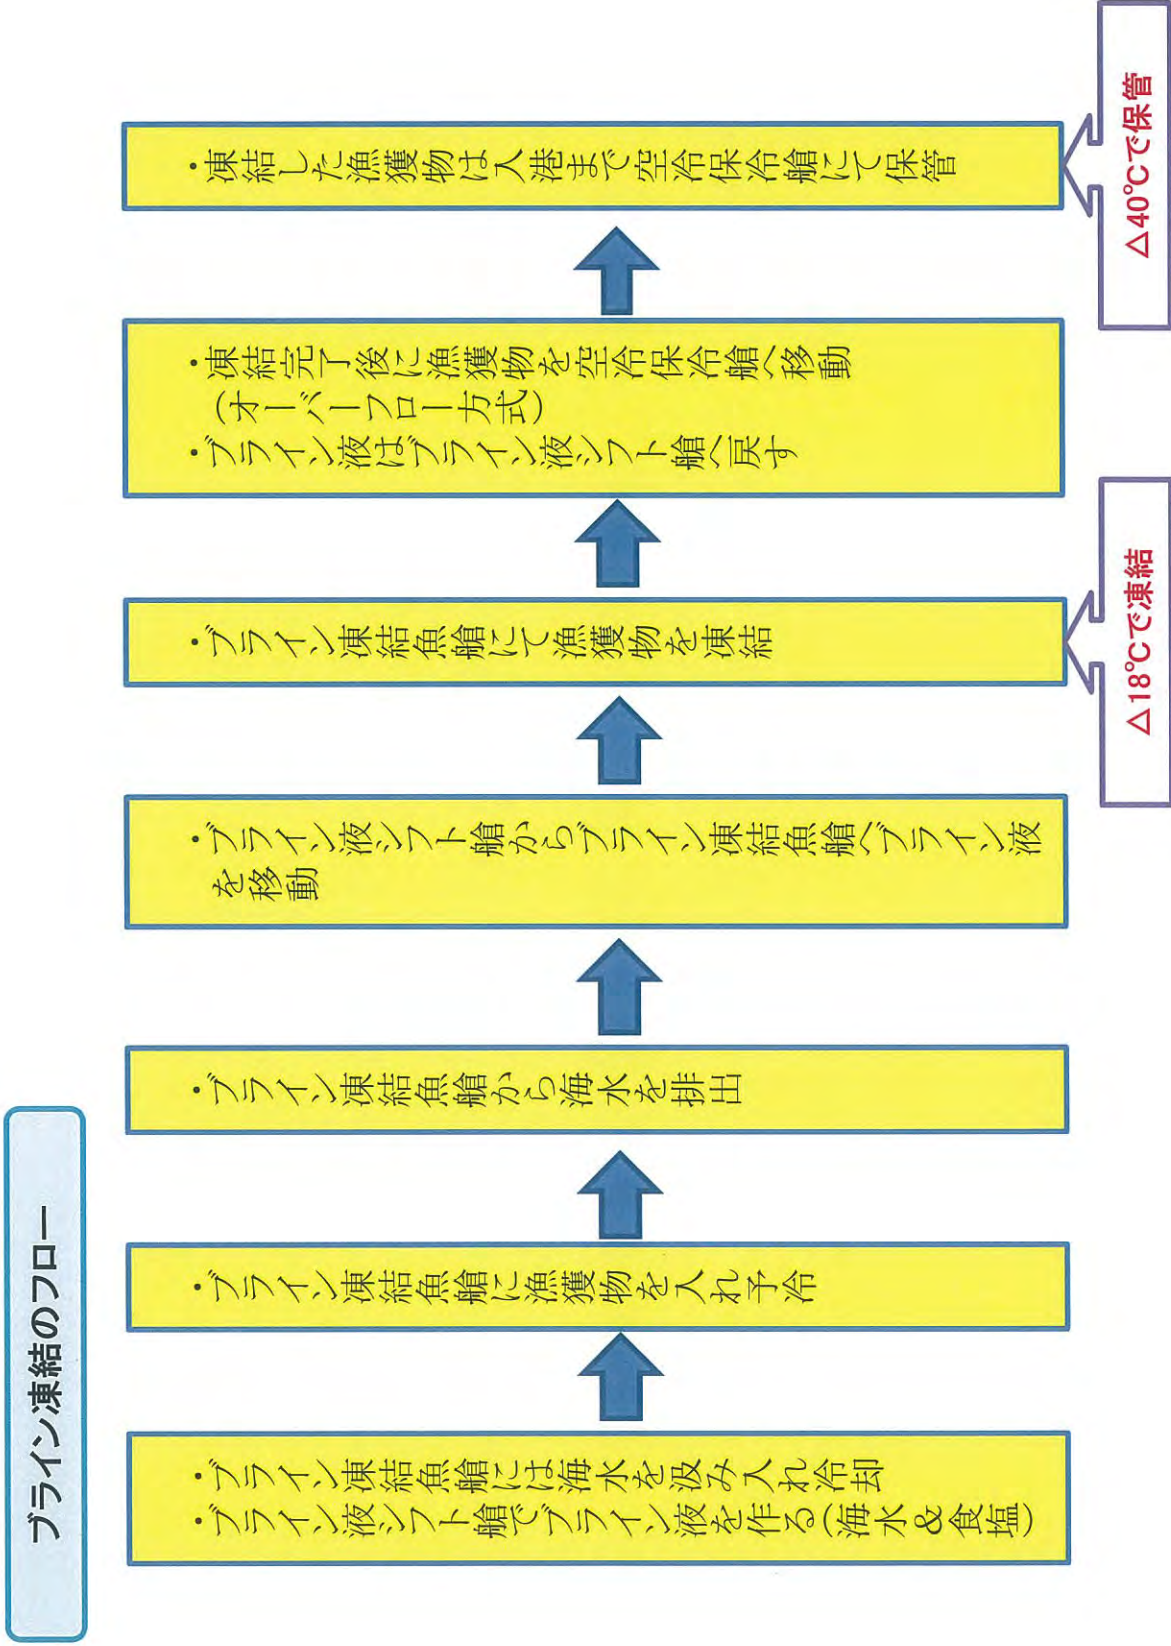 ブライン凍結のフロー
・ブライン凍結魚艙には海水を汲み入れ冷却
・ブライン液シフト艙でブライン液を作る(海水&食塩)
・ブライン凍結魚艙に漁獲物を入れ予冷
・ブライン凍結魚艙から海水を排出
・ブライン液シフト艙からブライン凍結魚艙へブライン液
を移動
・ブライン凍結魚艙にて漁獲物を凍結
△18℃で凍結
・凍結完了後に漁獲物を空冷保冷艙へ移動
(オーバーフロー方式)
・ブライン液はブライン液シフト艙へ戻す
・凍結した漁獲物は入港まで空冷保冷艙にて保管
△40℃で保管